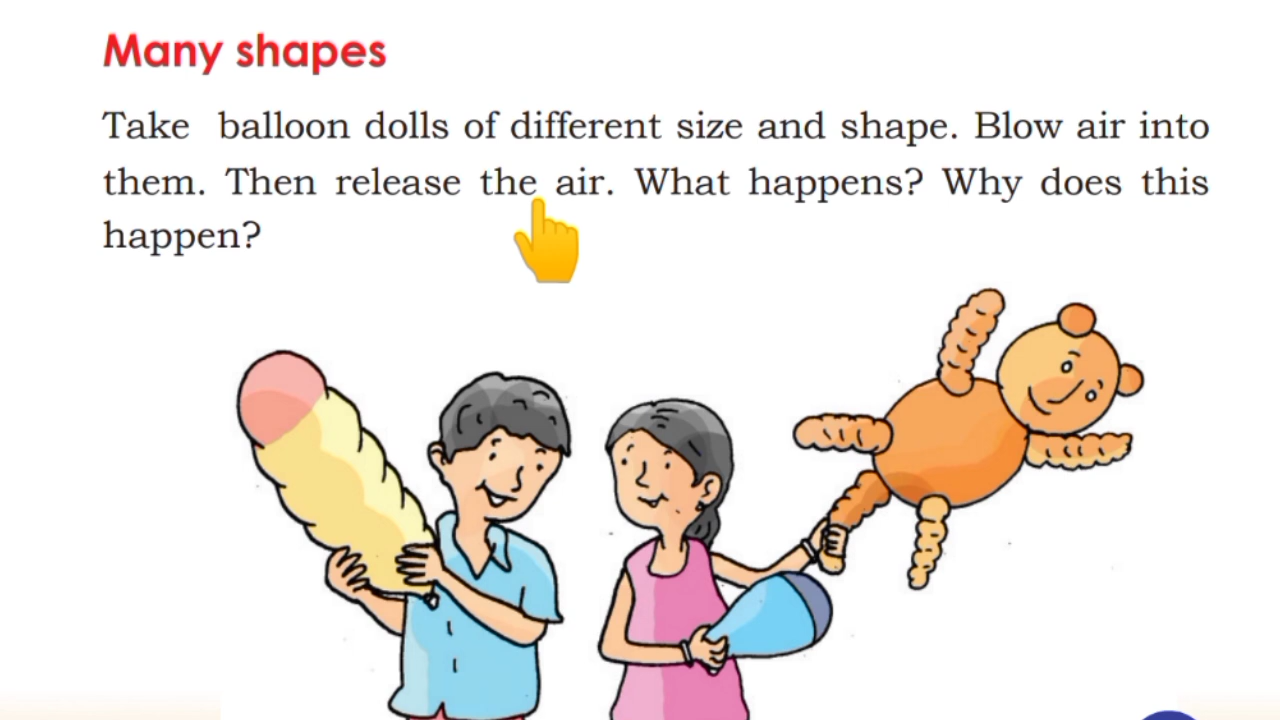 Many shapes
Take balloon dolls of different size and shape. Blow air into
them. Then release the air. What happens? Why does this
happen?